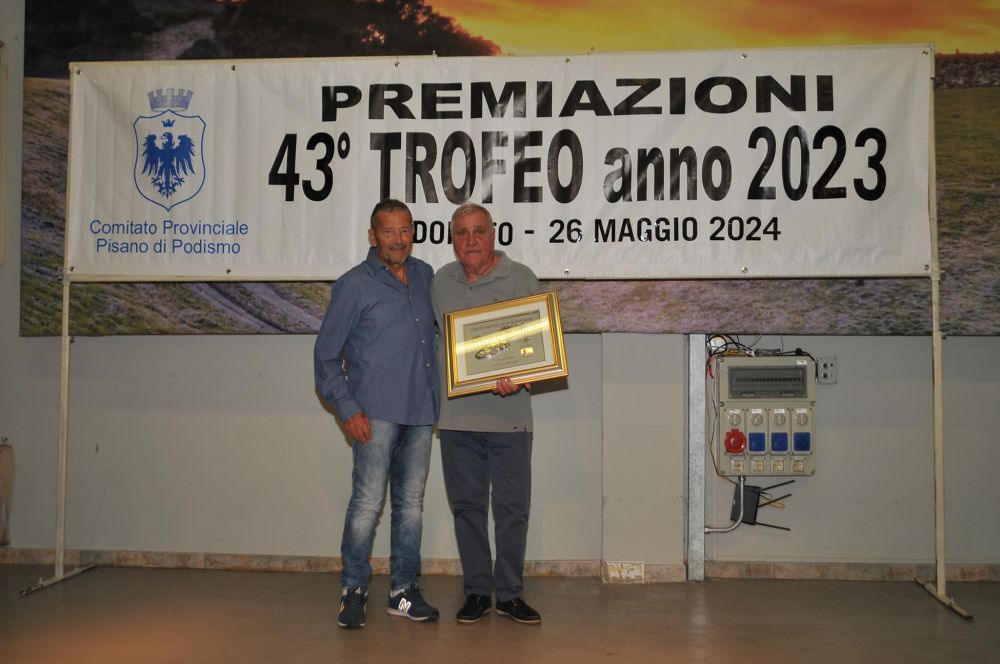 PREMIAZIONI
43° TROFEO anno 2023
- 26 MAGGIO 2024
Comitato Provinciale
Pisano di Podismo